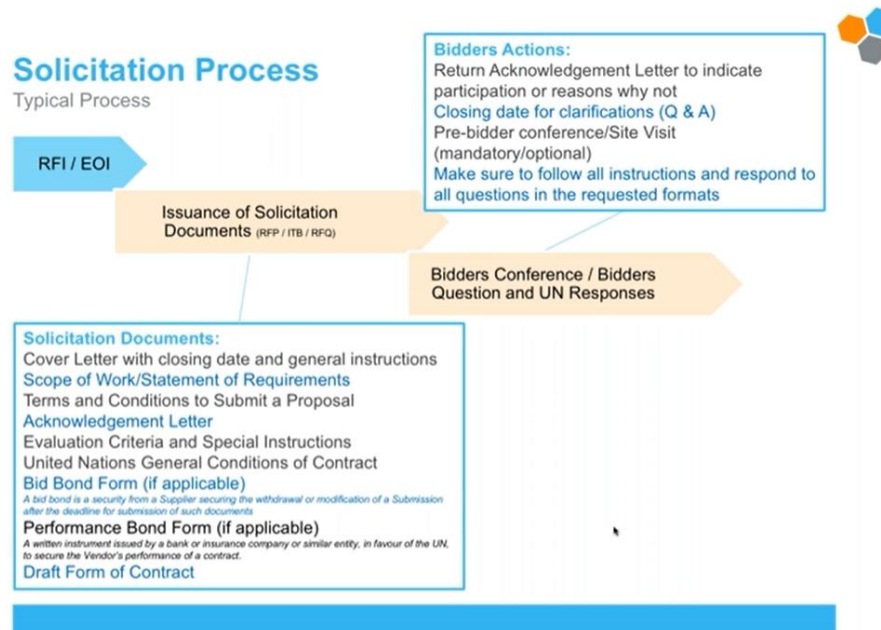 Solicitation Process
Typical Process
RFI / EOI
Issuance of Solicitation
Documents (RFP / ITB / RFQ)
Bidders Actions:
Return Acknowledgement Letter to indicate
participation or reasons why not
Closing date for clarifications (Q & A)
Pre-bidder conference/Site Visit
(mandatory/optional)
Make sure to follow all instructions and respond to
all questions in the requested formats
Bidders Conference / Bidders
Question and UN Responses
Solicitation Documents:
Cover Letter with closing date and general instructions
Scope of Work/Statement of Requirements
Terms and Conditions to Submit a Proposal
Acknowledgement Letter
Evaluation Criteria and Special Instructions
United Nations General Conditions of Contract
Bid Bond Form (if applicable)
A bid bond is a security from a Supplier securing the withdrawal or modification of a Submission
after the deadline for submission of such documents
Performance Bond Form (if applicable)
A written instrument issued by a bank or insurance company or similar entity, in favour of the UN,
to secure the Vendor's performance of a contract.
Draft Form of Contract